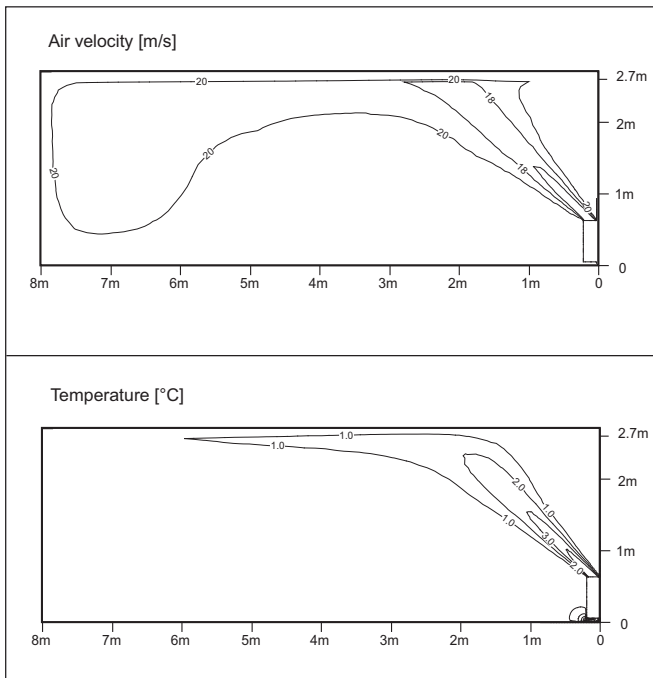 Air velocity [m/s]
20 20 2.7m
18
20 2m
20
20 18 1m
20
0
8m 7m 6m 5m 4m 3m 2m 1m 0
Temperature [°C]
1.0 2.7m
1.0
2.0 2m
1.0 1.0
3.0 1m
2.0
0
8m 7m 6m 5m 4m 3m 2m 1m 0